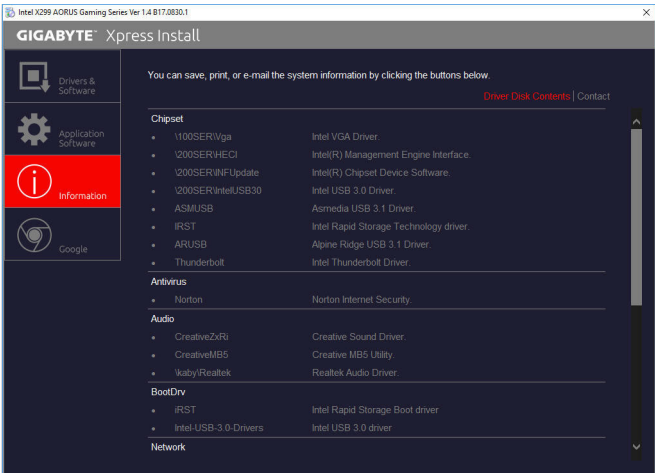 Intel X299 AORUS Gaming Series Ver 1.4 B17.0830.1
GIGABYTE™ Xpress Install
Drivers &
Software
Application
Software
Information
Google
You can save, print, or e-mail the system information by clicking the buttons below.
Driver Disk Contents | Contact
Chipset
• \100SER\Vga Intel VGA Driver.
• \200SER\HECI Intel(R) Management Engine Interface.
• \200SER\INFUpdate Intel(R) Chipset Device Software.
• \200SER\IntelUSB30 Intel USB 3.0 Driver.
• ASMUSB Asmedia USB 3.1 Driver.
• IRST Intel Rapid Storage Technology driver.
• ARUSB Alpine Ridge USB 3.1 Driver.
• Thunderbolt Intel Thunderbolt Driver.
Antivirus
• Norton Norton Internet Security.
Audio
• CreativeZxRi Creative Sound Driver.
• CreativeMB5 Creative MB5 Utility.
• \kaby\Realtek Realtek Audio Driver.
BootDrv
• iRST Intel Rapid Storage Boot driver
• Intel-USB-3.0-Drivers Intel USB 3.0 driver
Network